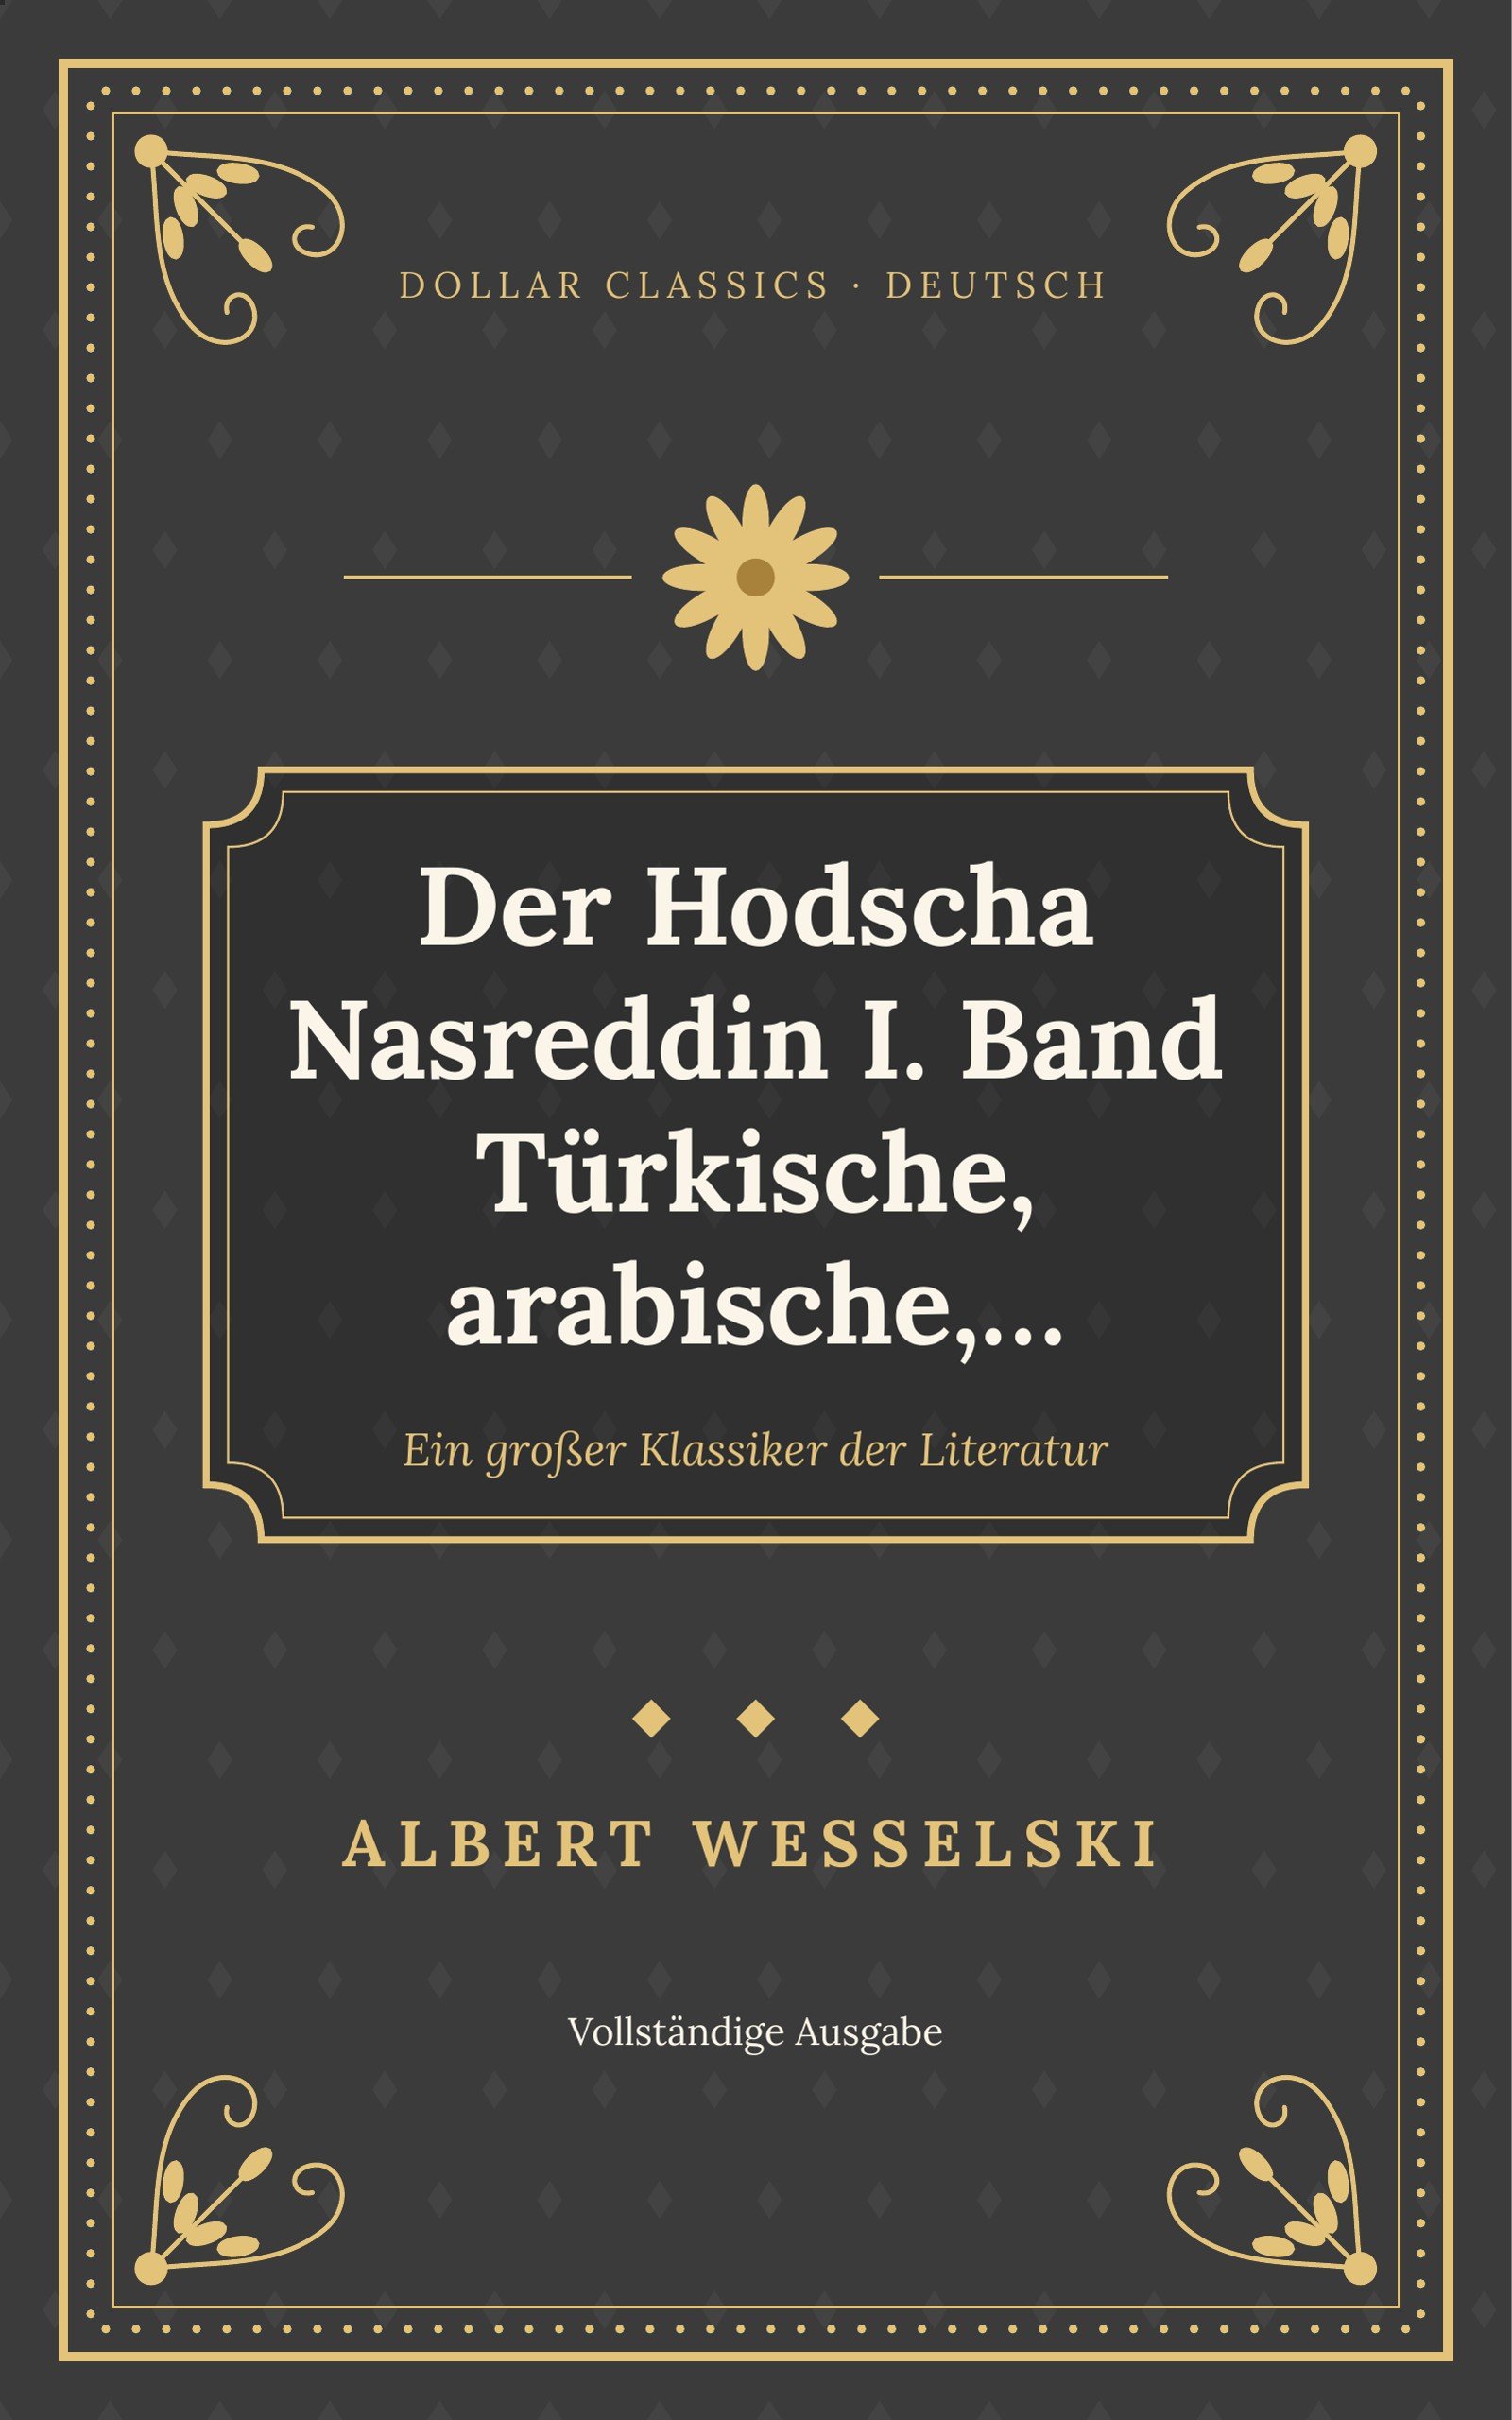 DOLLAR CLASSICS · DEUTSCH
Der Hodscha
Nasreddin I. Band
Türkische,
arabische,...
Ein großer Klassiker der Literatur
ALBERT WESSELSKI
Vollständige Ausgabe